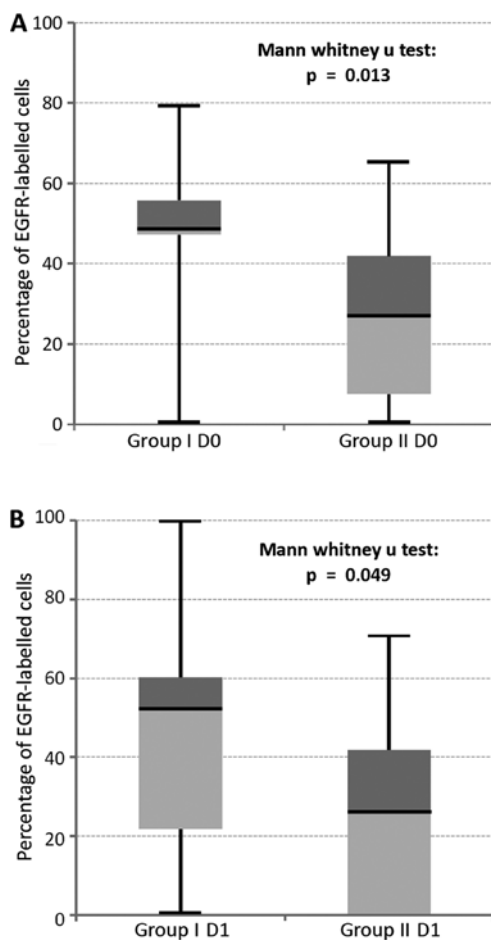 A
Mann whitney u test:
p = 0.013
Percentage of EGFR-labelled cells
100
80
60
40
20
0
Group I D0
Group II D0
B
Mann whitney u test:
p = 0.049
Percentage of EGFR-labelled cells
100
80
60
40
20
0
Group I D1
Group II D1